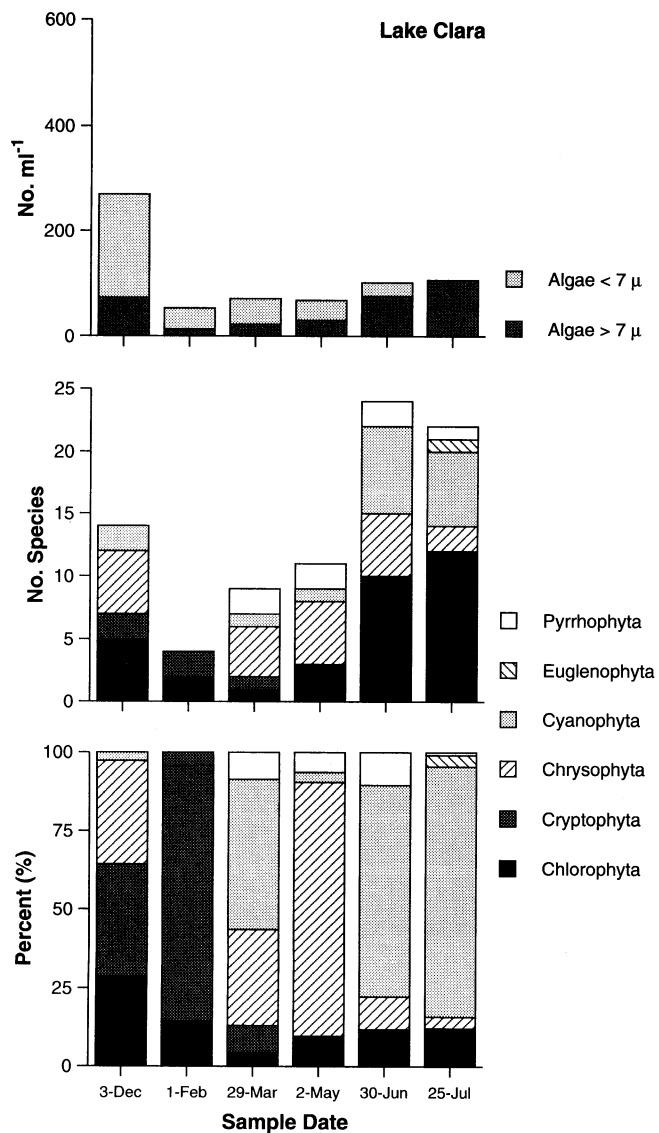 Lake Clara
600
400
200
0
No. ml⁻¹
Algae < 7 μ
Algae > 7 μ
25
20
15
10
5
0
No. Species
Pyrrhophyta
Euglenophyta
Cyanophyta
Chrysophyta
Cryptophyta
Chlorophyta
100
75
50
25
0
Percent (%)
3-Dec 1-Feb 29-Mar 2-May 30-Jun 25-Jul
Sample Date